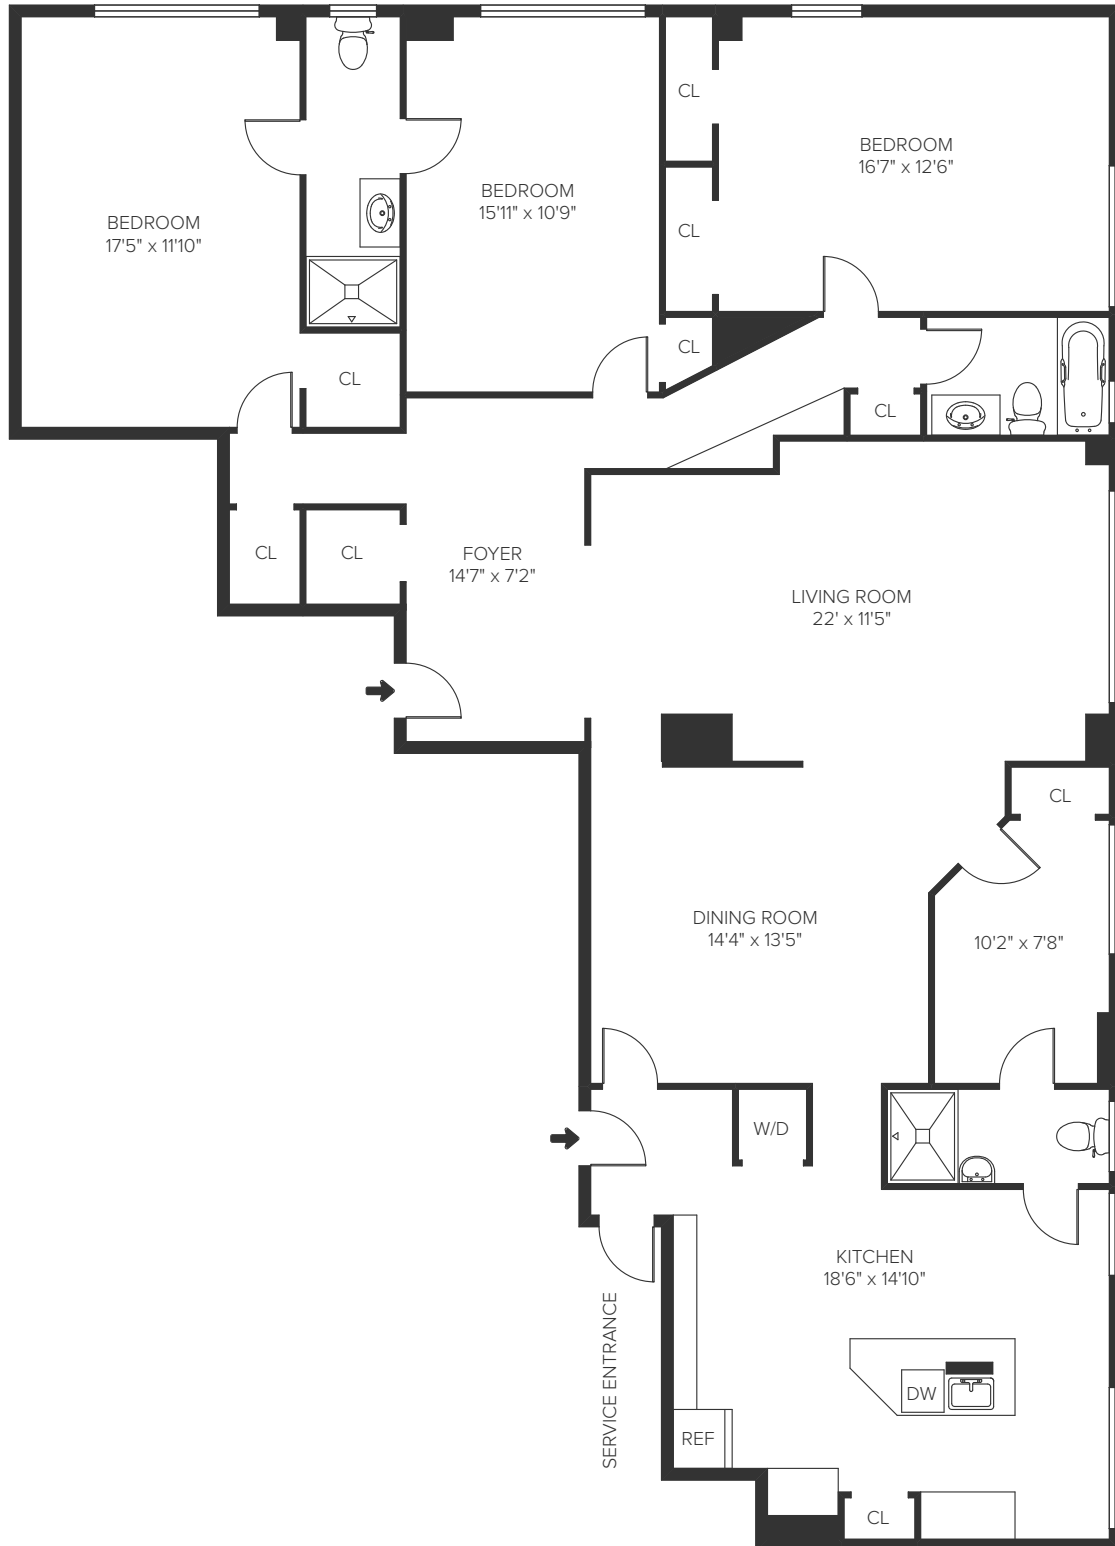 CL
BEDROOM
16'7" x 12'6"
BEDROOM
15'11" x 10'9"
BEDROOM
17'5" x 11'10"
CL
CL
CL
CL
CL
CL
FOYER
14'7" x 7'2"
LIVING ROOM
22' x 11'5"
CL
DINING ROOM
14'4" x 13'5"
10'2" x 7'8"
W/D
KITCHEN
18'6" x 14'10"
SERVICE ENTRANCE
DW
REF
CL